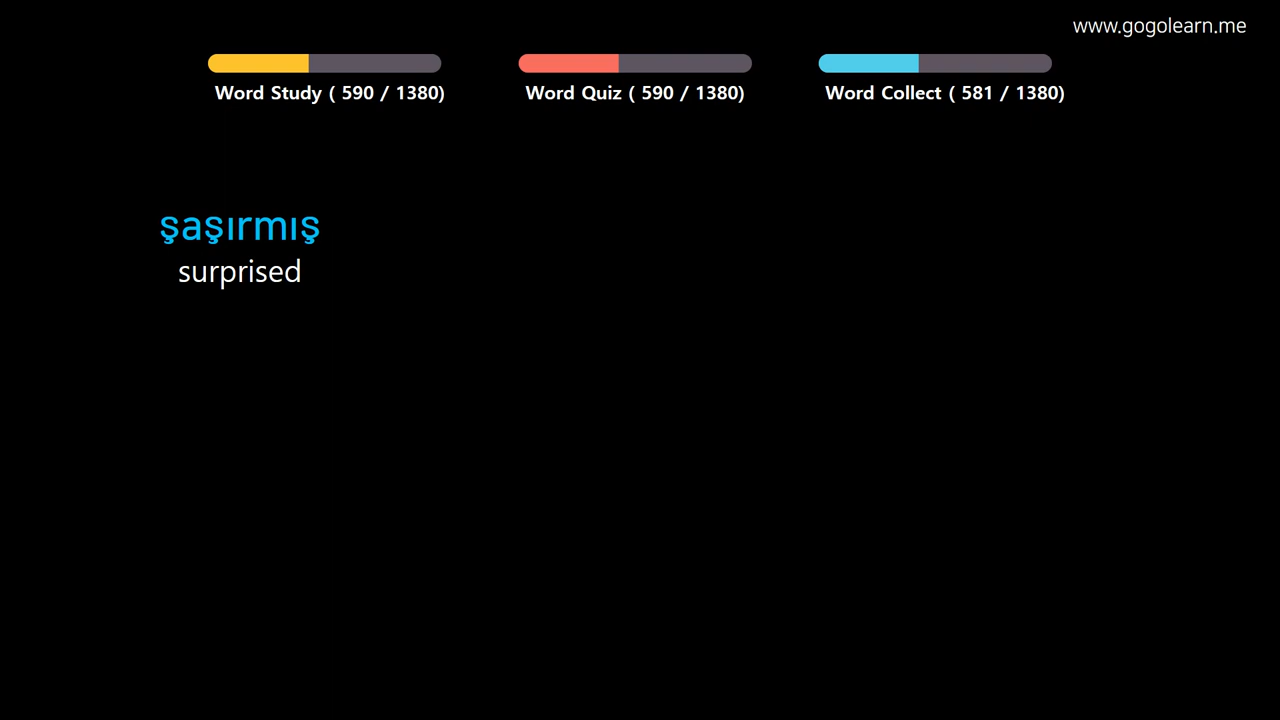 www.gogolearn.me
Word Study ( 590 / 1380)
Word Quiz ( 590 / 1380)
Word Collect ( 581 / 1380)
şaşırmış
surprised